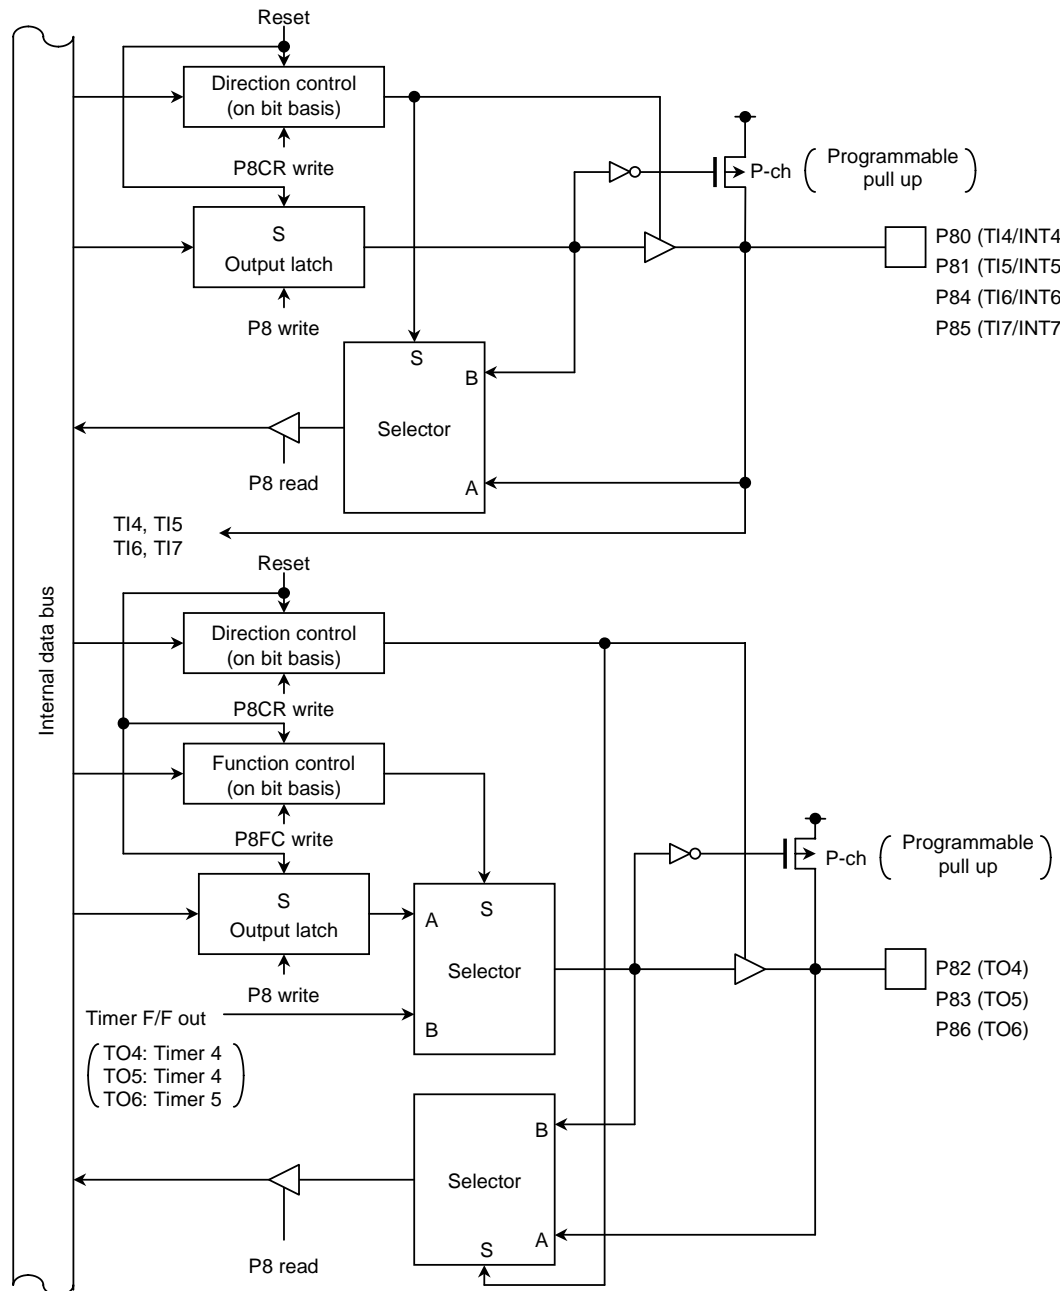 Reset
Direction control
(on bit basis)
P8CR write
P-ch
Programmable
pull up
S
Output latch
P8 write
P80 (TI4/INT4
P81 (TI5/INT5
P84 (TI6/INT6
P85 (TI7/INT7
S
B
Selector
A
P8 read
TI4, TI5
TI6, TI7
Internal data bus
Reset
Direction control
(on bit basis)
P8CR write
Function control
(on bit basis)
P8FC write
P-ch
Programmable
pull up
S
Output latch
P8 write
A
S
Selector
B
P82 (TO4)
P83 (TO5)
P86 (TO6)
Timer F/F out
TO4: Timer 4
TO5: Timer 4
TO6: Timer 5
B
Selector
A
S
P8 read